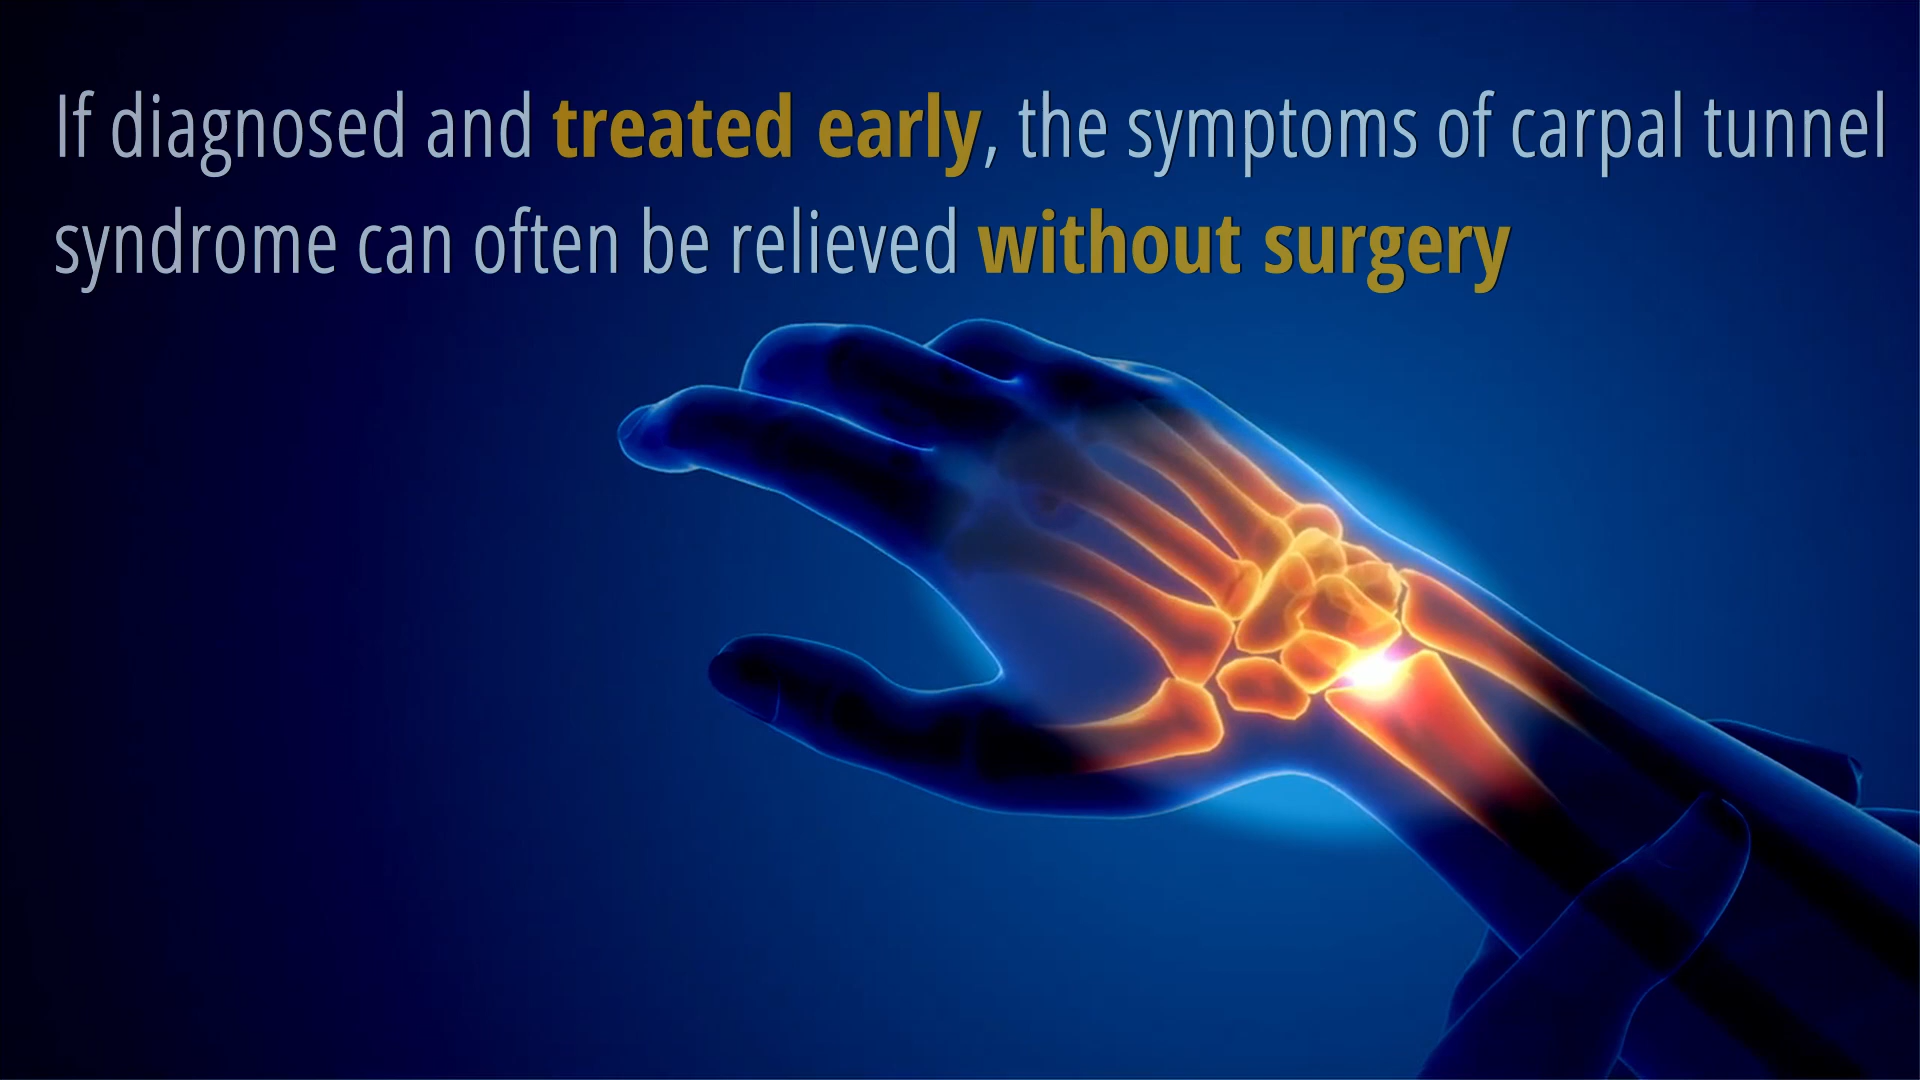 If diagnosed and treated early, the symptoms of carpal tunnel
syndrome can often be relieved without surgery